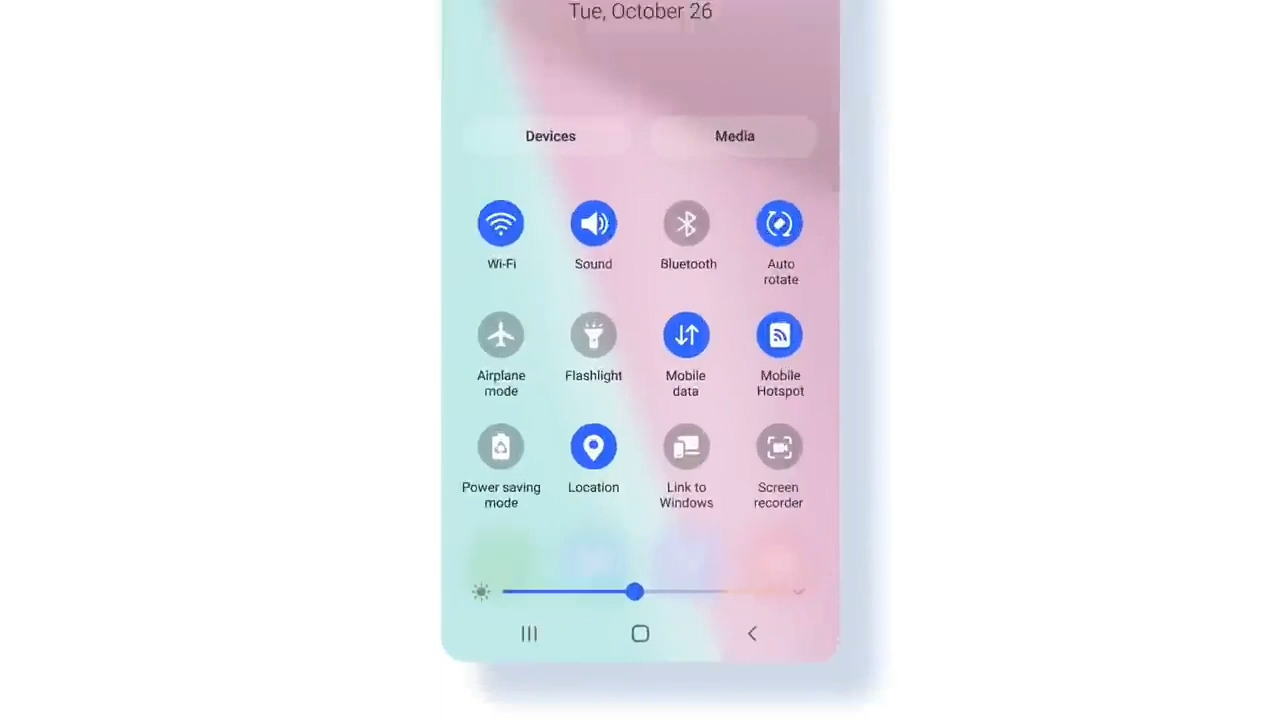 Tue, October 26
Devices
Media
Wi-Fi
Sound
Bluetooth
Auto
rotate
Airplane
mode
Flashlight
Mobile
data
Mobile
Hotspot
Power saving
mode
Location
Link to
Windows
Screen
recorder